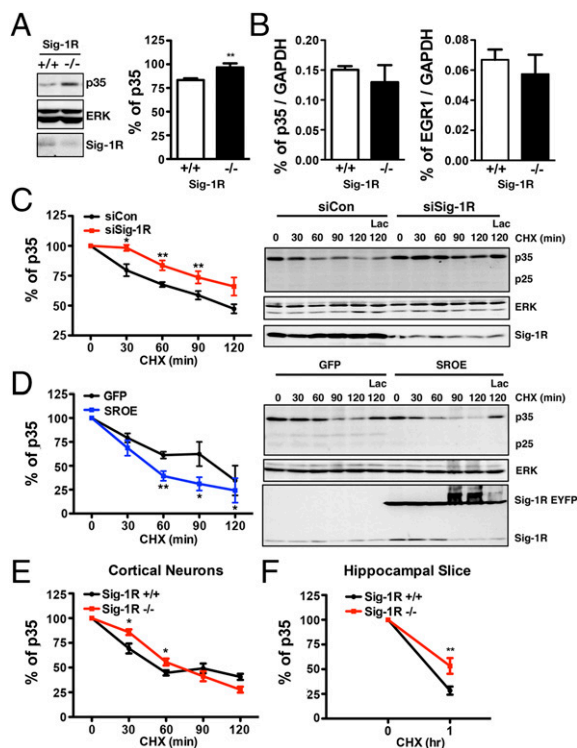 A
Sig-1R
+/+ -/-
p35
ERK
Sig-1R
% of p35
125
100
75
50
25
0
**
+/+
-/-
Sig-1R
B
% of p35 / GAPDH
0.20
0.15
0.10
0.05
0.00
+/+
-/-
Sig-1R
% of EGR1 / GAPDH
0.08
0.06
0.04
0.02
0.00
+/+
-/-
Sig-1R
C
siCon
siSig-1R
% of p35
125
100
75
50
25
*
**
**
0 30 60 90 120
CHX (min)
siCon siSig-1R
Lac Lac
0 30 60 90 120 120 0 30 60 90 120 120 CHX (min)
p35
p25
ERK
Sig-1R
D
GFP
SROE
% of p35
125
100
75
50
25
0
**
*
*
0 30 60 90 120
CHX (min)
GFP SROE
Lac Lac
0 30 60 90 120 120 0 30 60 90 120 120 CHX (min)
p35
p25
ERK
Sig-1R EYFP
Sig-1R
E
Cortical Neurons
Sig-1R +/+
Sig-1R -/-
% of p35
125
100
75
50
25
0
*
*
0 30 60 90 120
CHX (min)
F
Hippocampal Slice
Sig-1R +/+
Sig-1R -/-
% of p35
125
100
75
50
25
0
**
0 1
CHX (hr)